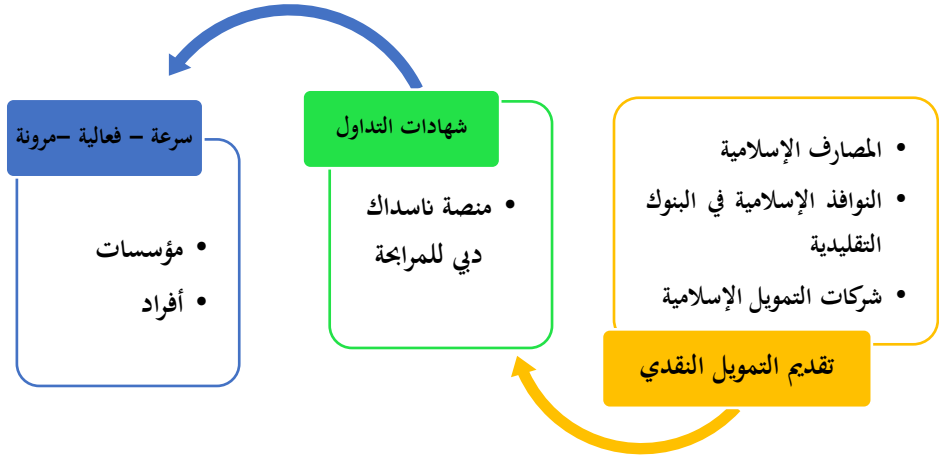 • المصارف الإسلامية
• النوافذ الإسلامية في البنوك
التقليدية
• شركات التمويل الإسلامية
تقديم التمويل النقدي
شهادات التداول
• منصة ناسداك
دبي للمرابحة
سرعة – فعالية –مرونة
• مؤسسات
• أفراد